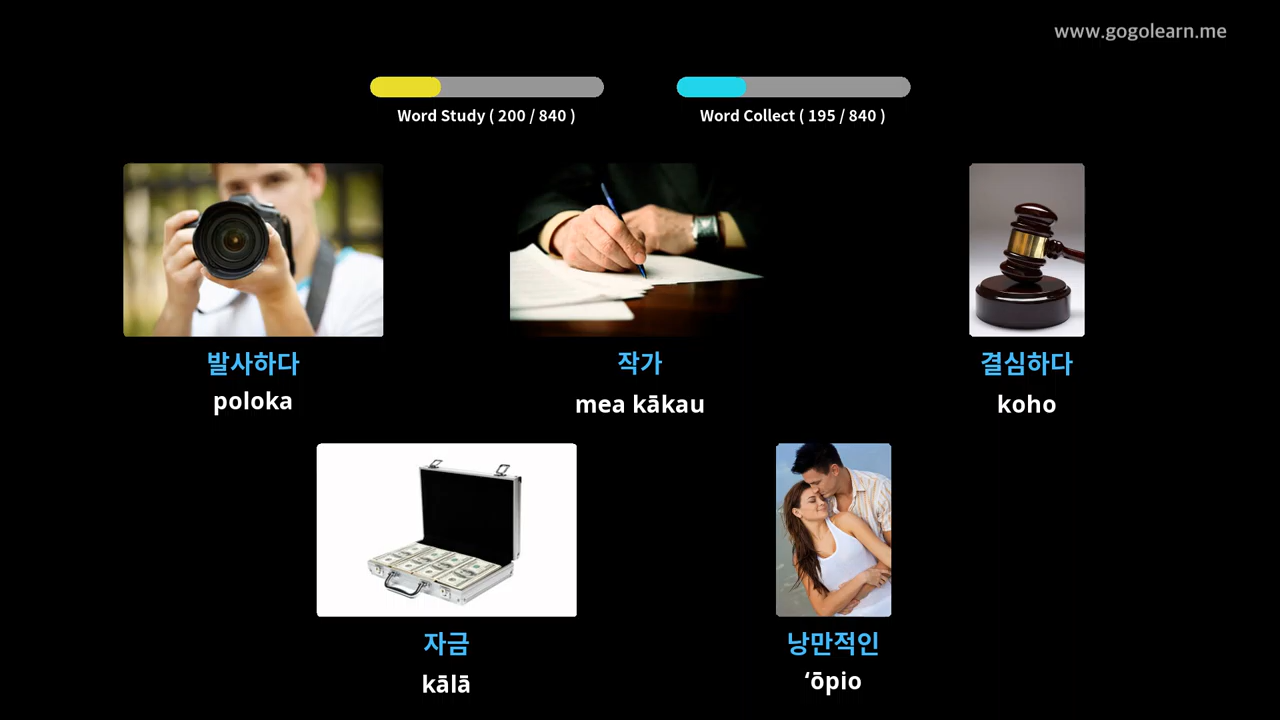 www.gogolearn.me
Word Study ( 200 / 840 )
Word Collect ( 195 / 840 )
발사하다
작가
결심하다
poloka
mea kākau
koho
자금
낭만적인
kālā
ʻōpio